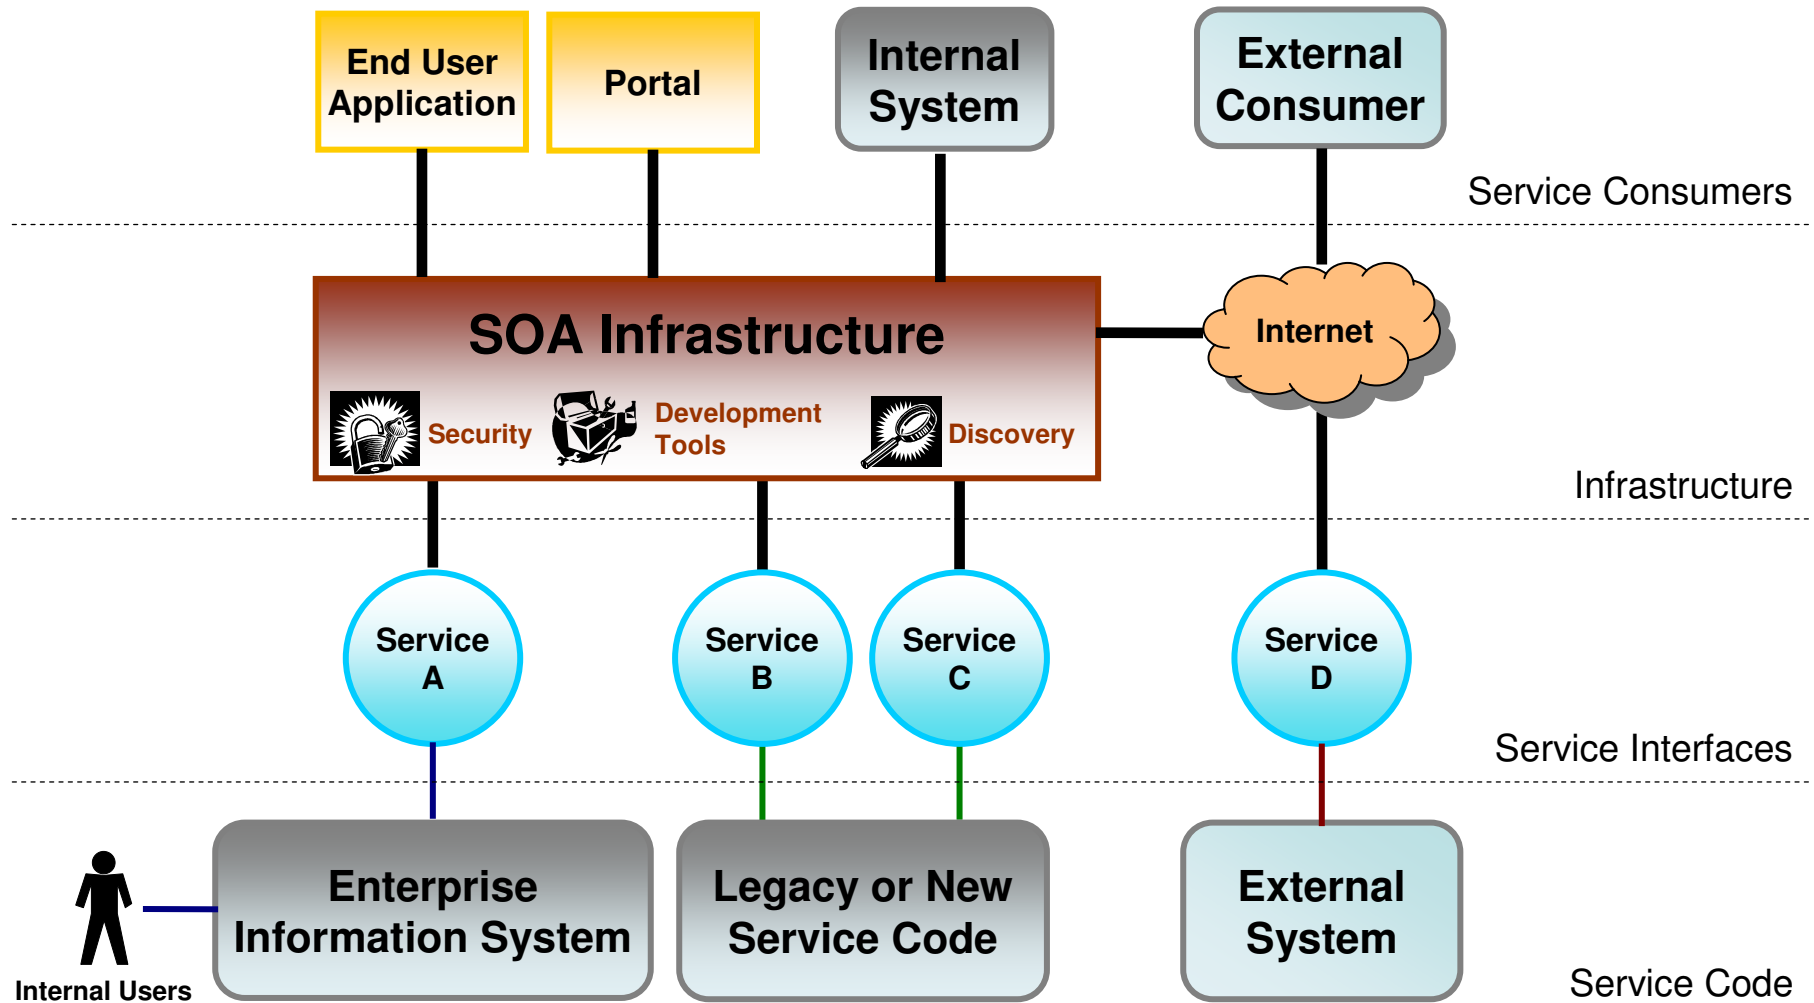 End User
Application
Portal
Internal
System
External
Consumer
Service Consumers
SOA Infrastructure
Internet
Security
Development
Tools
Discovery
Infrastructure
Service
A
Service
B
Service
C
Service
D
Service Interfaces
Enterprise
Information System
Legacy or New
Service Code
External
System
Internal Users
Service Code